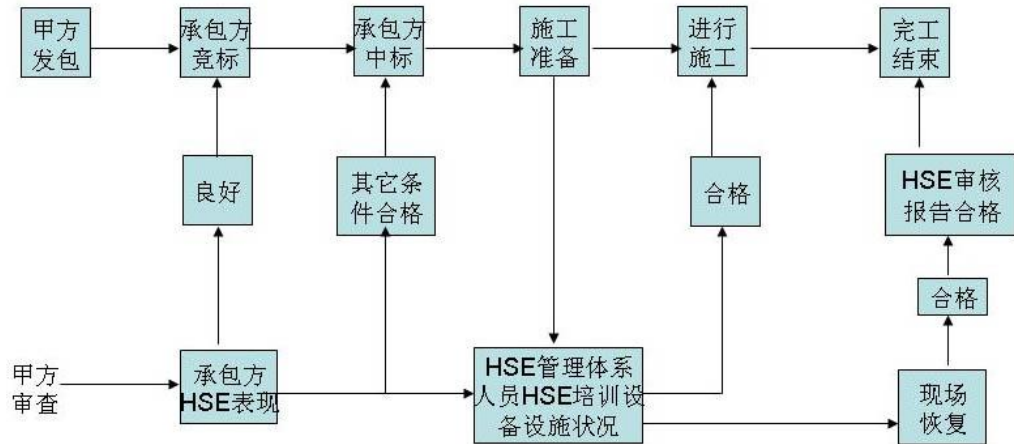 甲方
发包
承包方
竞标
承包方
中标
施工
准备
进行
施工
完工
结束
良好
其它条
件合格
合格
HSE审核
报告合格
合格
甲方
审查
承包方
HSE表现
HSE管理体系
人员HSE培训设
备设施状况
现场
恢复